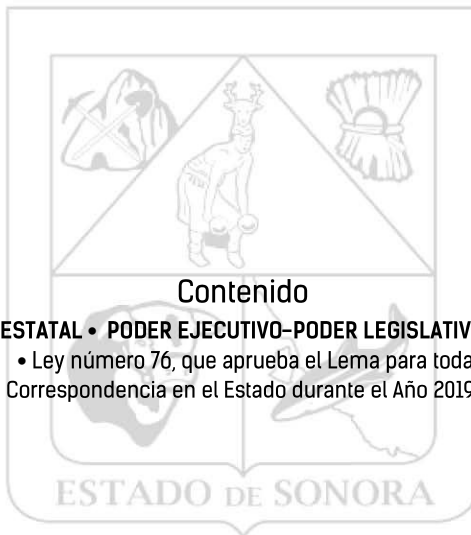 Contenido
ESTATAL • PODER EJECUTIVO-PODER LEGISLATIV
• Ley número 76, que aprueba el Lema para toda
Correspondencia en el Estado durante el Año 2019
ESTADO DE SONORA